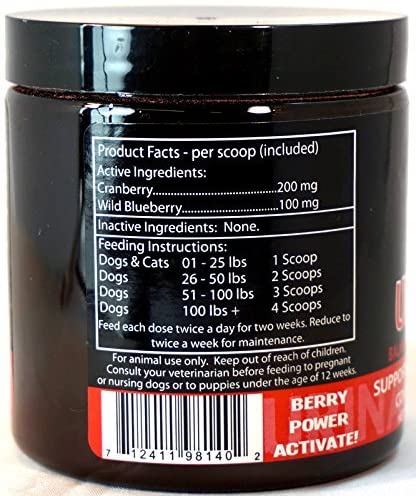 Product Facts - per scoop (included)
Active Ingredients:
Cranberry..............................200 mg
Wild Blueberry.......................100 mg
Inactive Ingredients: None.
Feeding Instructions:
Dogs & Cats 01 - 25 lbs 1 Scoop
Dogs 26 - 50 lbs 2 Scoops
Dogs 51 - 100 lbs 3 Scoops
Dogs 100 lbs + 4 Scoops
Feed each dose twice a day for two weeks. Reduce to
twice a week for maintenance.
For animal use only. Keep out of reach of children.
Consult your veterinarian before feeding to pregnant
or nursing dogs or to puppies under the age of 12 weeks.
BERRY
POWER
ACTIVATE!
7 12411 98140 2